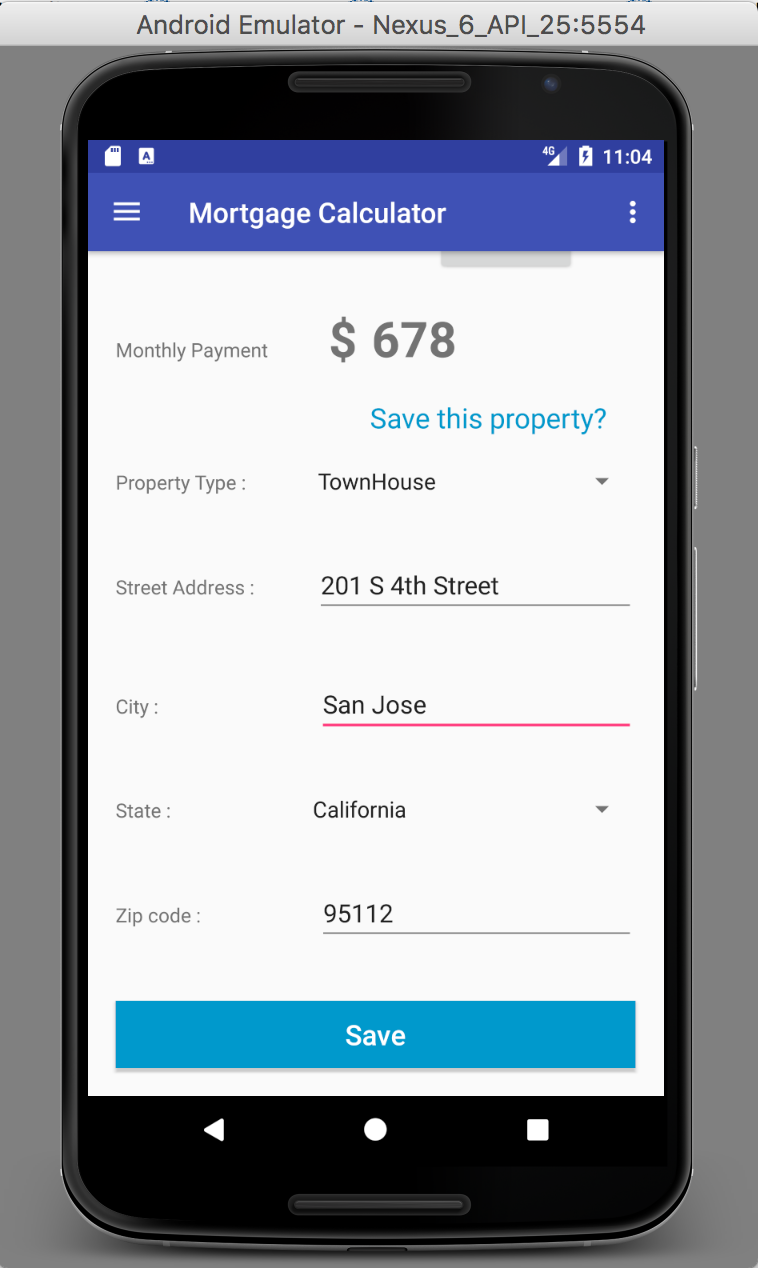 Android Emulator - Nexus_6_API_25:5554
A 4G 11:04
Mortgage Calculator
Monthly Payment $ 678
Save this property?
Property Type : TownHouse
Street Address : 201 S 4th Street
City : San Jose
State : California
Zip code : 95112
Save